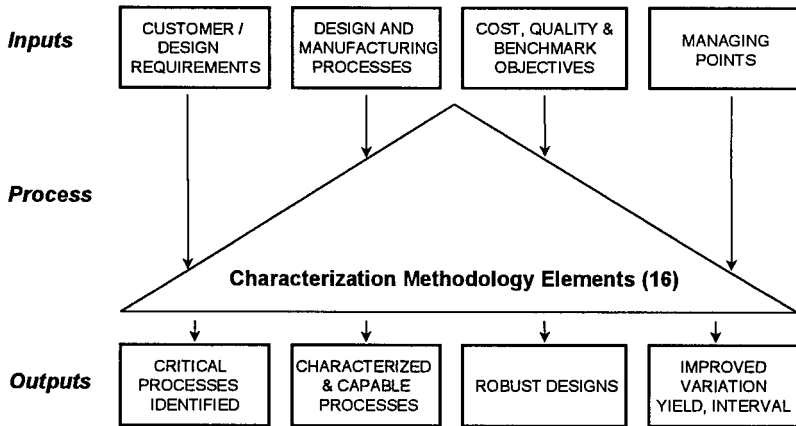 Inputs
CUSTOMER /
DESIGN
REQUIREMENTS
DESIGN AND
MANUFACTURING
PROCESSES
COST, QUALITY &
BENCHMARK
OBJECTIVES
MANAGING
POINTS
Process
Characterization Methodology Elements (16)
Outputs
CRITICAL
PROCESSES
IDENTIFIED
CHARACTERIZED
& CAPABLE
PROCESSES
ROBUST DESIGNS
IMPROVED
VARIATION
YIELD, INTERVAL